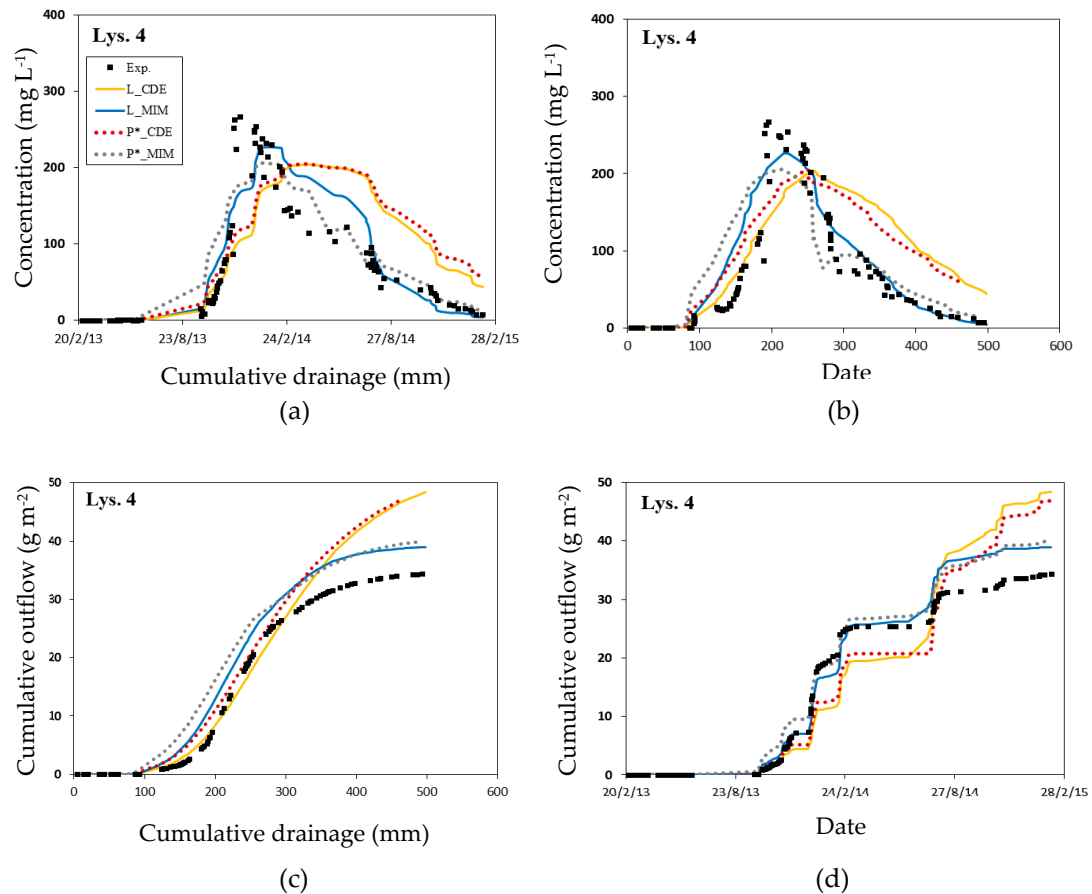 Lys. 4
Concentration (mg L-1)
400
300
200
100
0
Exp.
L_CDE
L_MIM
P*_CDE
P*_MIM
20/2/13 23/8/13 24/2/14 27/8/14 28/2/15
Cumulative drainage (mm)
(a)
Lys. 4
Concentration (mg L-1)
400
300
200
100
0
0 100 200 300 400 500 600
Date
(b)
Lys. 4
Cumulative outflow (g m-2)
50
40
30
20
10
0
0 100 200 300 400 500 600
Cumulative drainage (mm)
(c)
Lys. 4
Cumulative outflow (g m-2)
50
40
30
20
10
0
20/2/13 23/8/13 24/2/14 27/8/14 28/2/15
Date
(d)